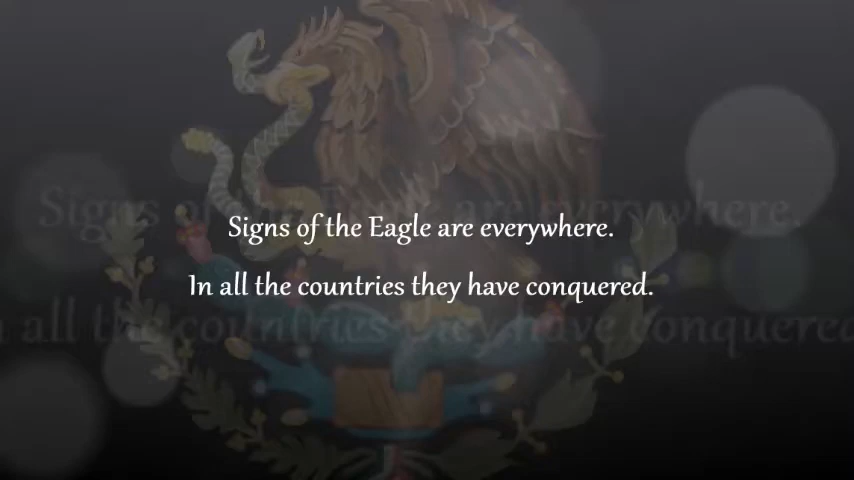 Signs of the Eagle are everywhere.
In all the countries they have conquered.